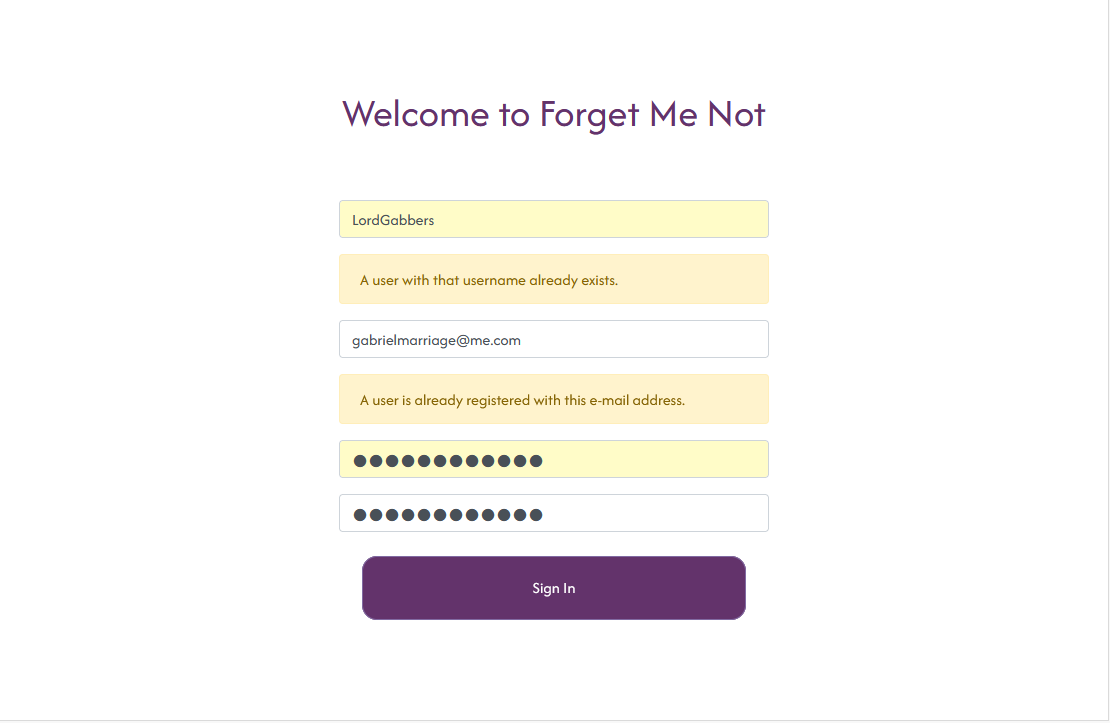 Welcome to Forget Me Not
LordGabbers
A user with that username already exists.
gabrielmarriage@me.com
A user is already registered with this e-mail address.
●●●●●●●●●●●●
●●●●●●●●●●●●
Sign In